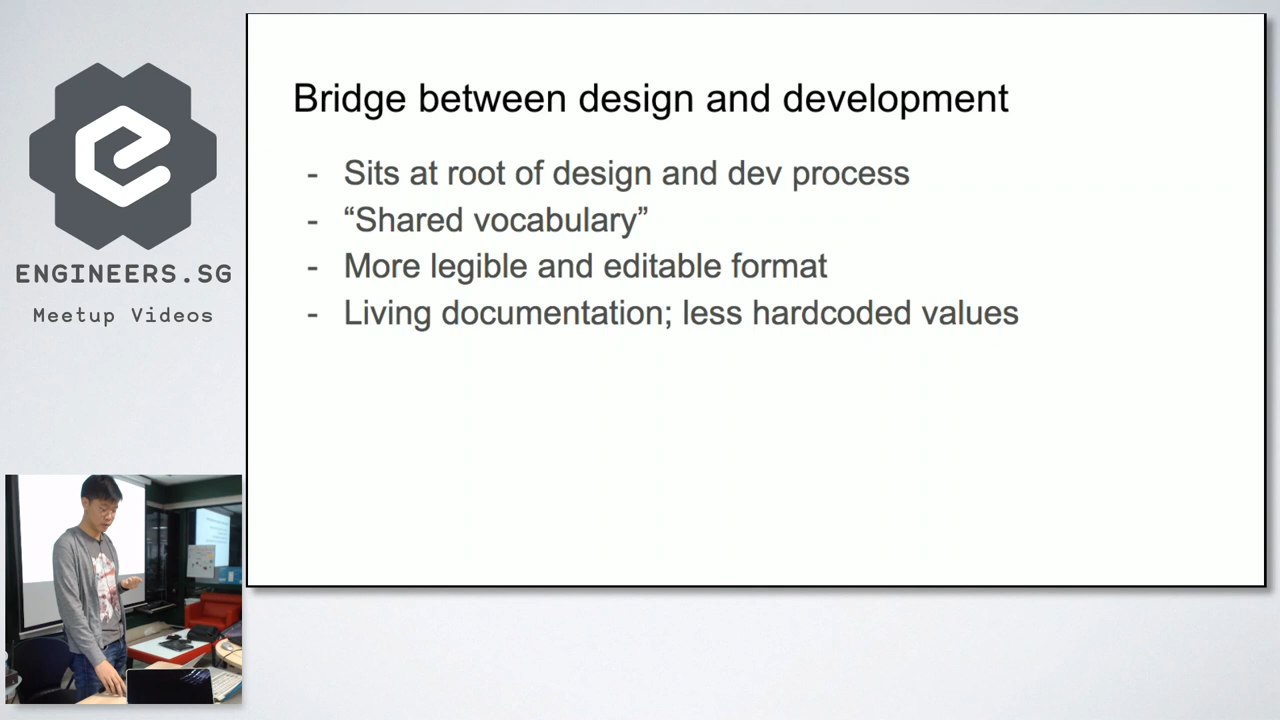 ENGINEERS.SG
Meetup Videos
Bridge between design and development
- Sits at root of design and dev process
- “Shared vocabulary”
- More legible and editable format
- Living documentation; less hardcoded values